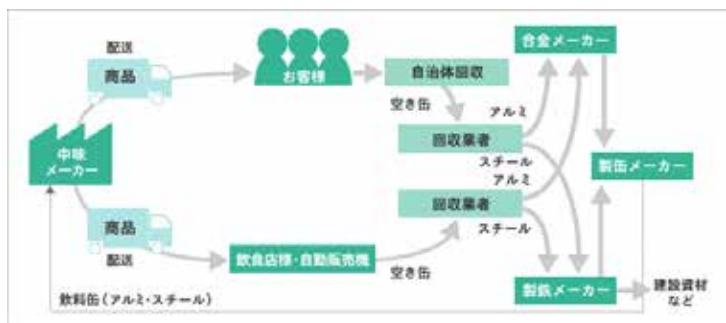 配送
商品
お客様
自治体回収
空き缶
合金メーカー
アルミ
回収業者
スチール
アルミ
中味
メーカー
製缶メーカー
回収業者
スチール
商品
配送
飲食店様・自動販売機
空き缶
製鉄メーカー
建設資材
など
飲料缶(アルミ・スチール)